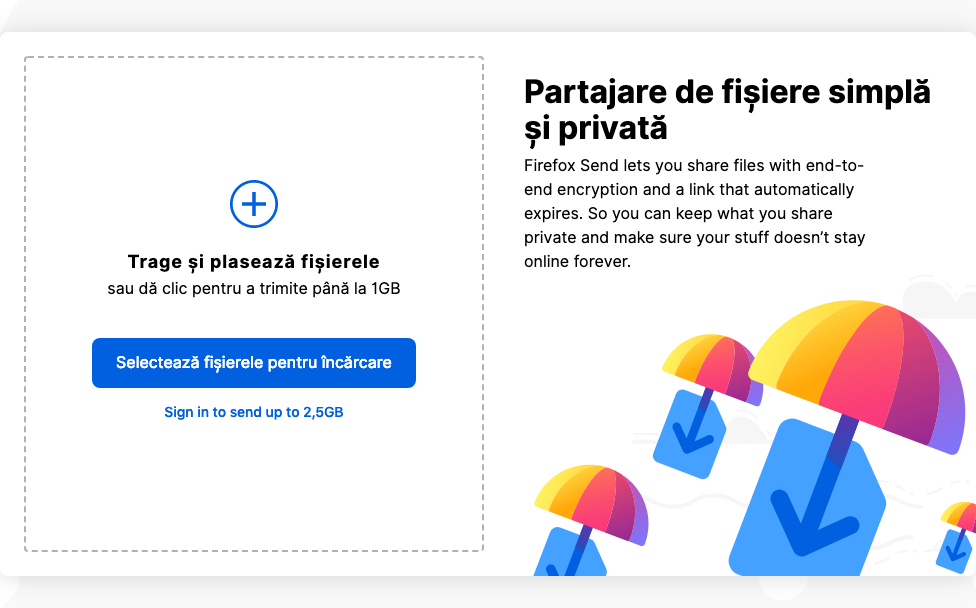 Trage și plasează fișierele
sau dă clic pentru a trimite până la 1GB
Selectează fișierele pentru încărcare
Sign in to send up to 2,5GB
Partajare de fișiere simplă
și privată
Firefox Send lets you share files with end-to-
end encryption and a link that automatically
expires. So you can keep what you share
private and make sure your stuff doesn’t stay
online forever.